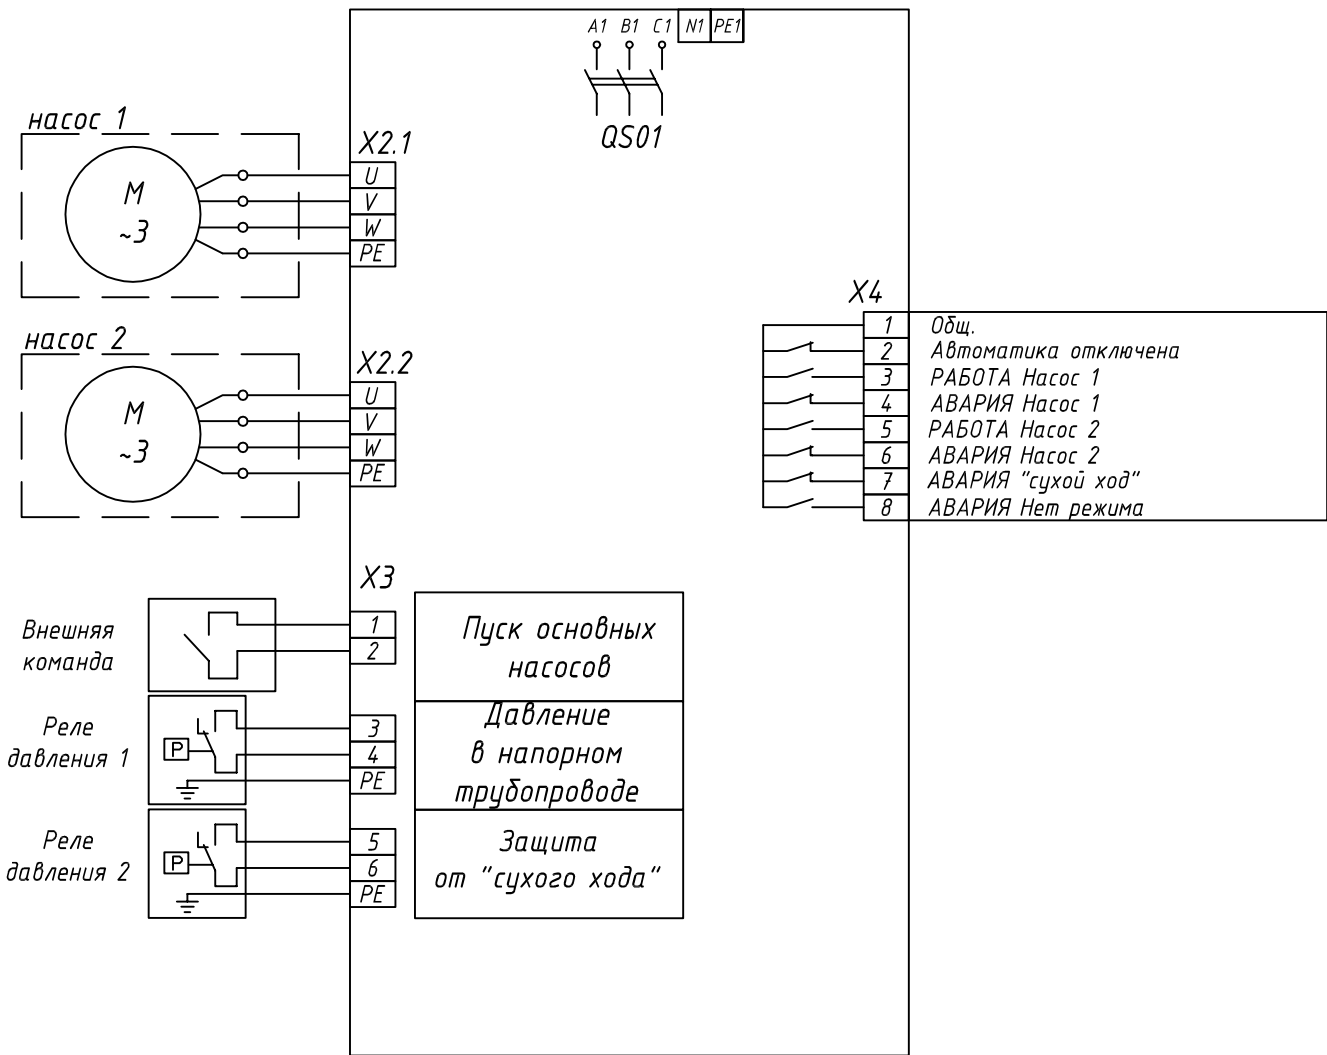 A1 B1 C1 N1 PE1
QS01
насос 1
M
~3
X2.1
U
V
W
PE
насос 2
M
~3
X2.2
U
V
W
PE
X4
1 Общ.
2 Автоматика отключена
3 РАБОТА Насос 1
4 АВАРИЯ Насос 1
5 РАБОТА Насос 2
6 АВАРИЯ Насос 2
7 АВАРИЯ "сухой ход"
8 АВАРИЯ Нет режима
X3
Внешняя
команда
1
2
Пуск основных
насосов
Реле
давления 1
P
3
4
PE
Давление
в напорном
трубопроводе
Реле
давления 2
P
5
6
PE
Защита
от "сухого хода"